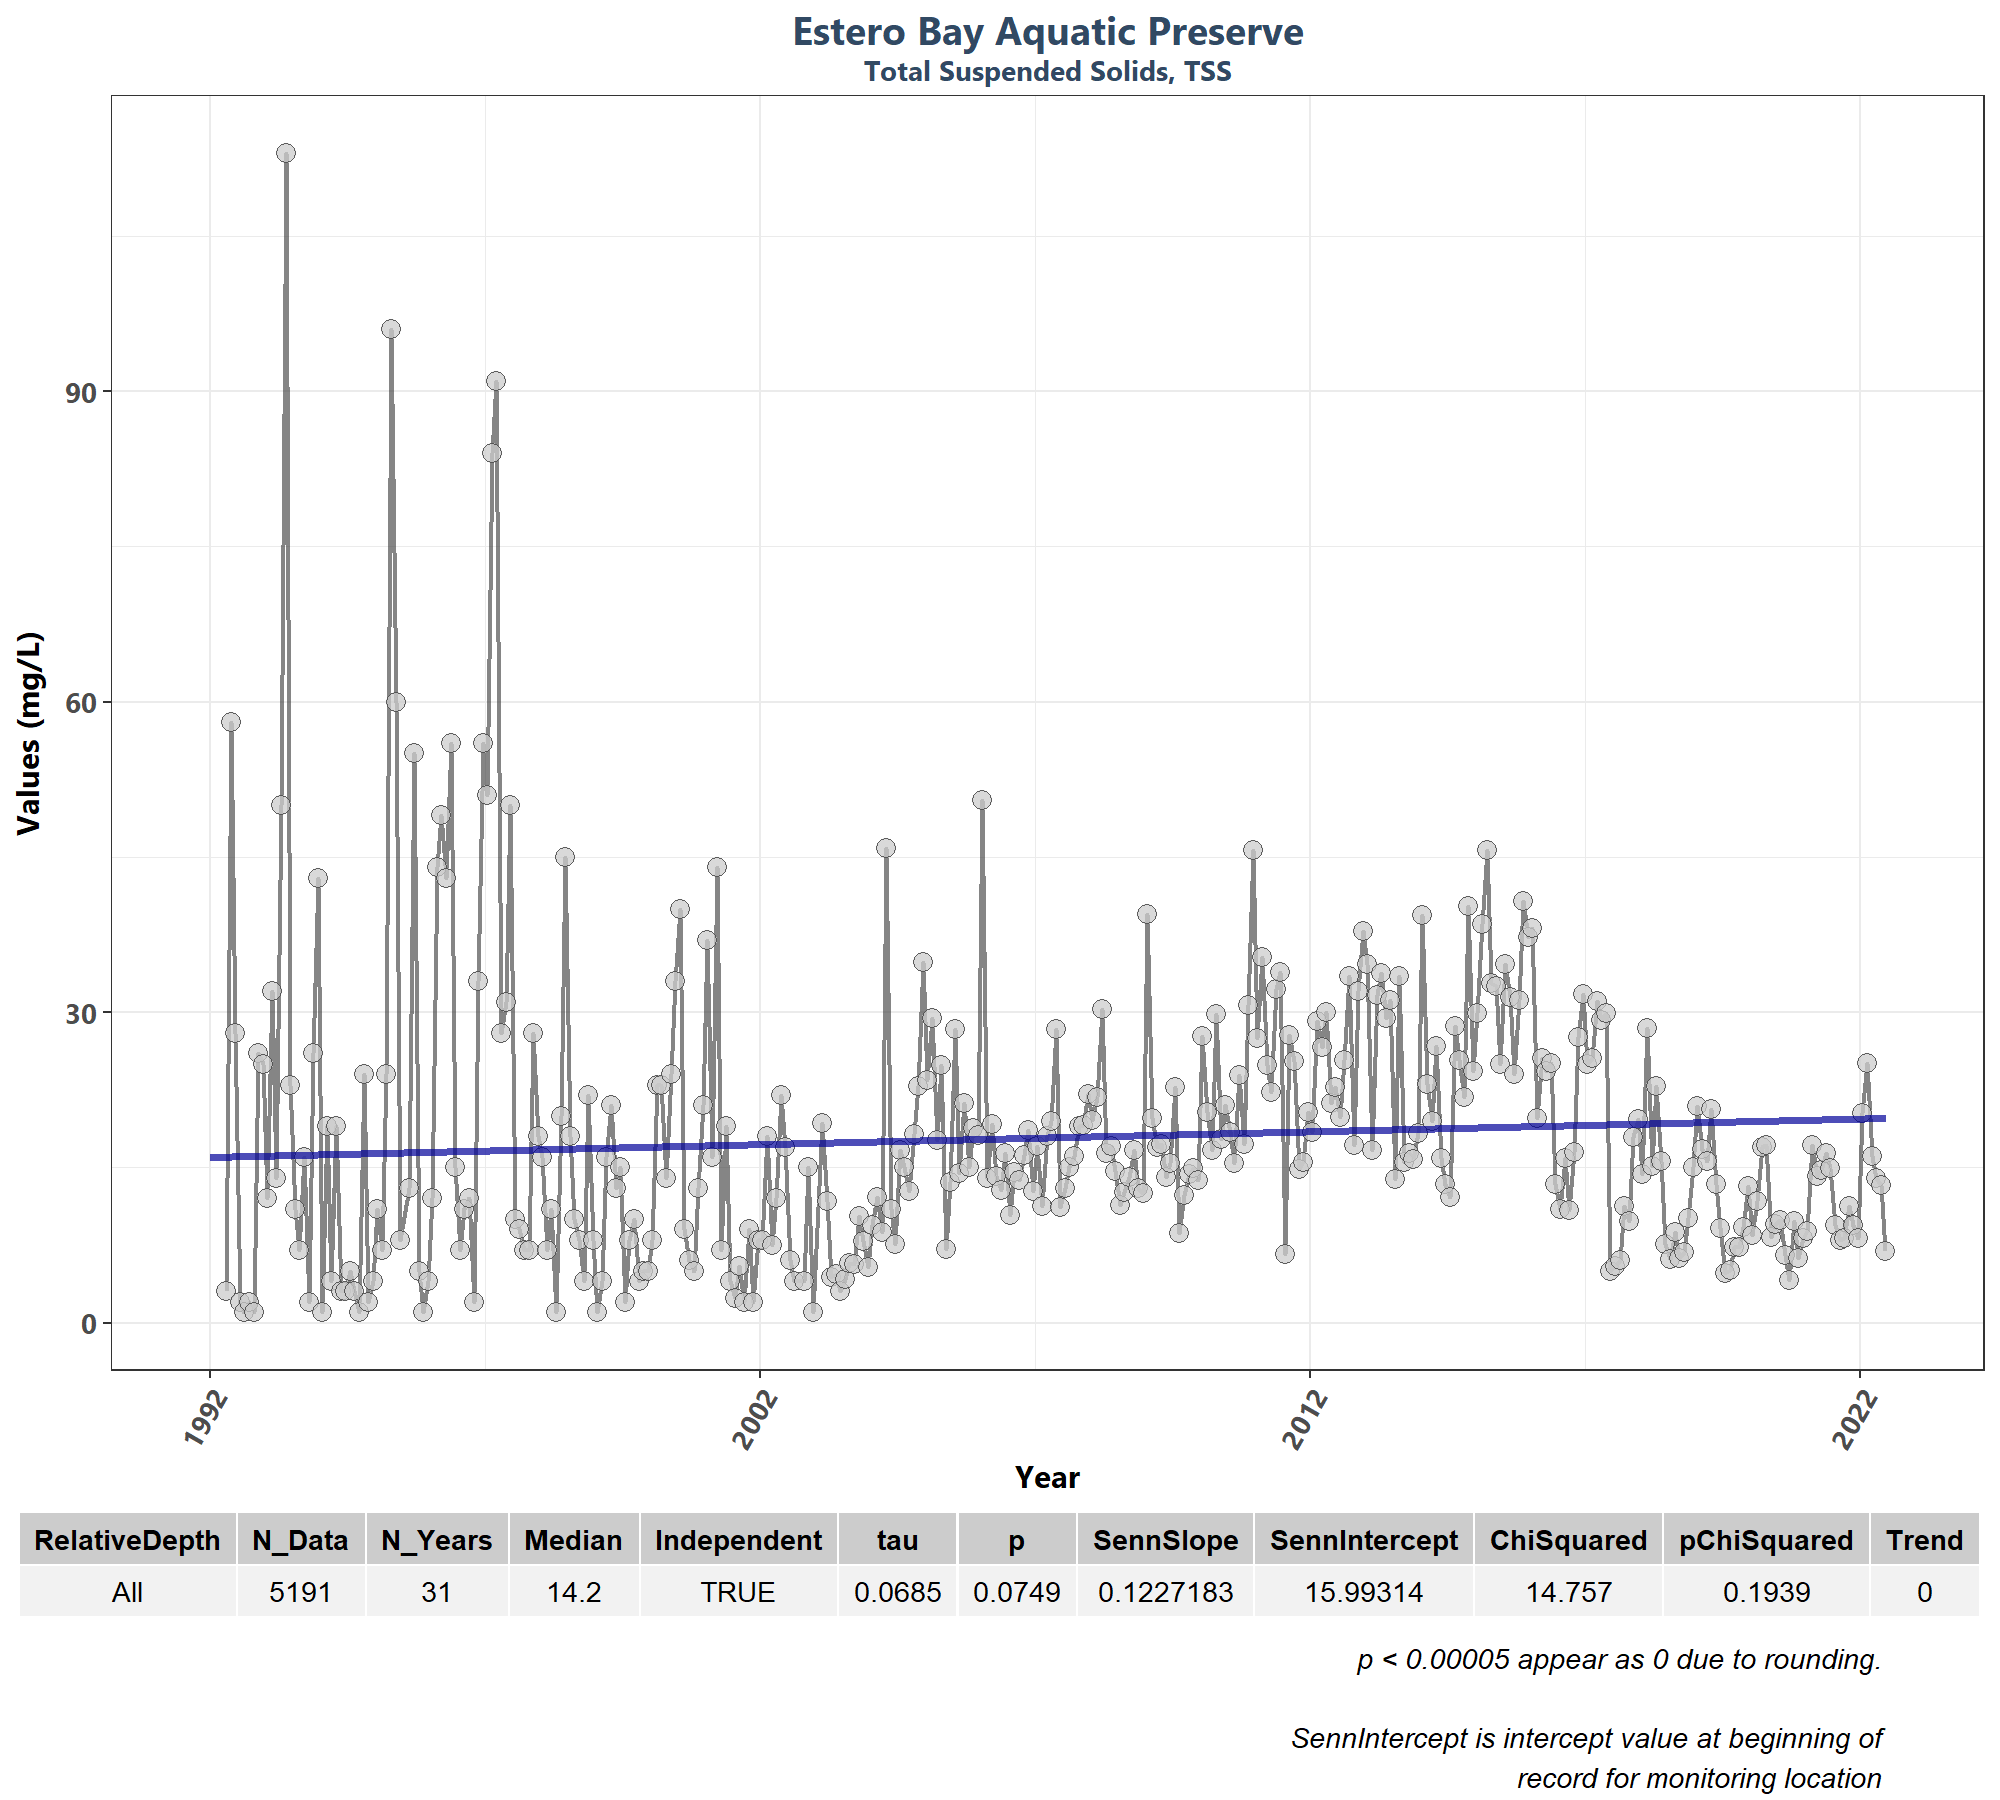 Estero Bay Aquatic Preserve
Total Suspended Solids, TSS
Values (mg/L)
90
60
30
0
1992
2002
2012
2022
Year
RelativeDepth N_Data N_Years Median Independent tau p SennSlope SennIntercept ChiSquared pChiSquared Trend
All 5191 31 14.2 TRUE 0.0685 0.0749 0.1227183 15.99314 14.757 0.1939 0
p < 0.00005 appear as 0 due to rounding.
SennIntercept is intercept value at beginning of
record for monitoring location